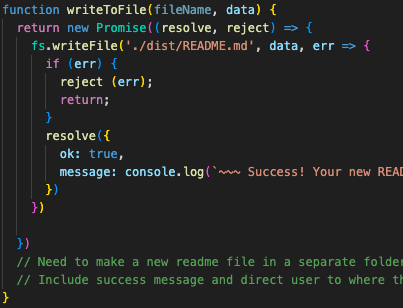 function writeToFile(fileName, data) {
return new Promise((resolve, reject) => {
fs.writeFile('./dist/README.md', data, err => {
if (err) {
reject (err);
return;
}
resolve({
ok: true,
message: console.log(`~~~ Success! Your new READ
})
})
})
// Need to make a new readme file in a separate folder
// Include success message and direct user to where th
}